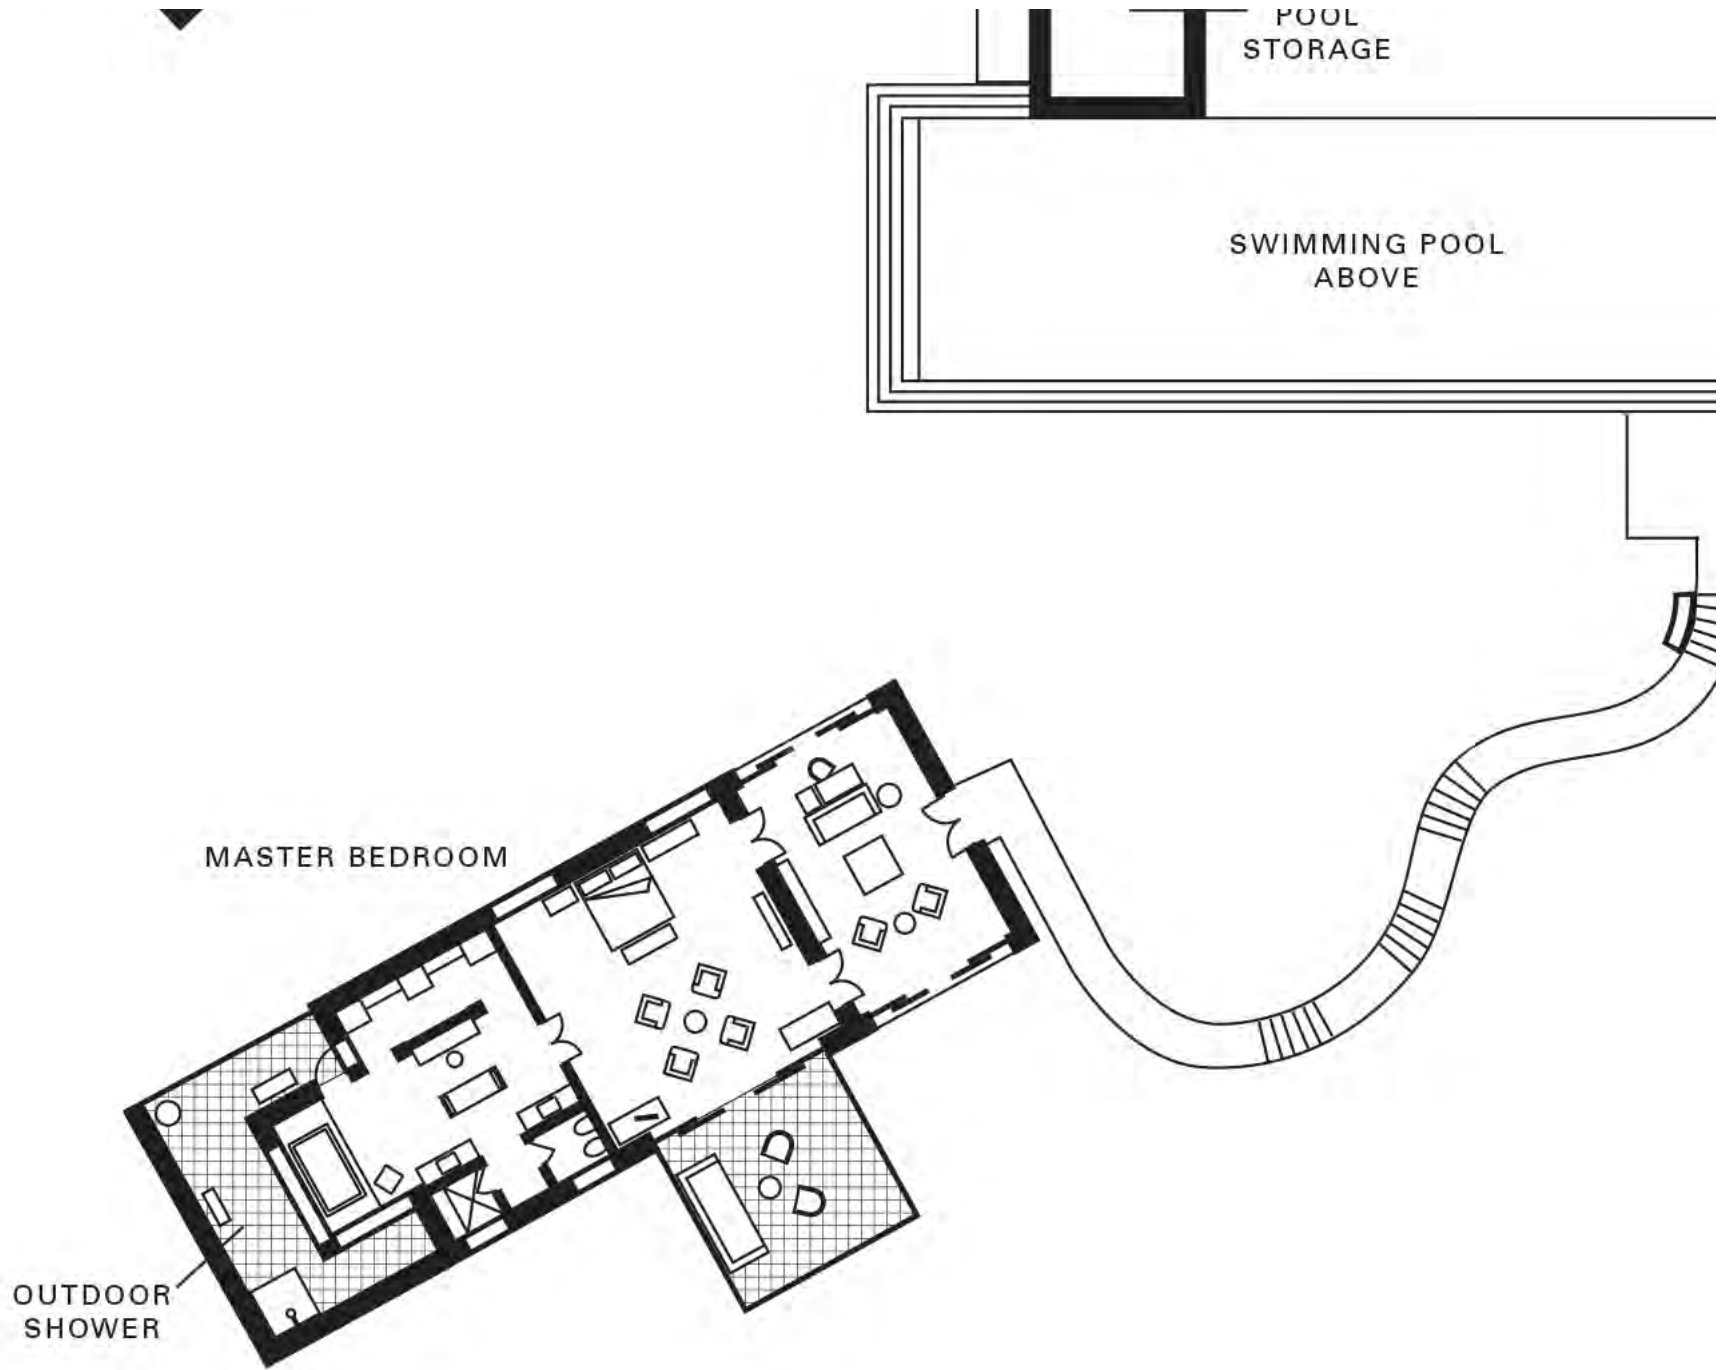 POOL
STORAGE
SWIMMING POOL
ABOVE
MASTER BEDROOM
OUTDOOR
SHOWER